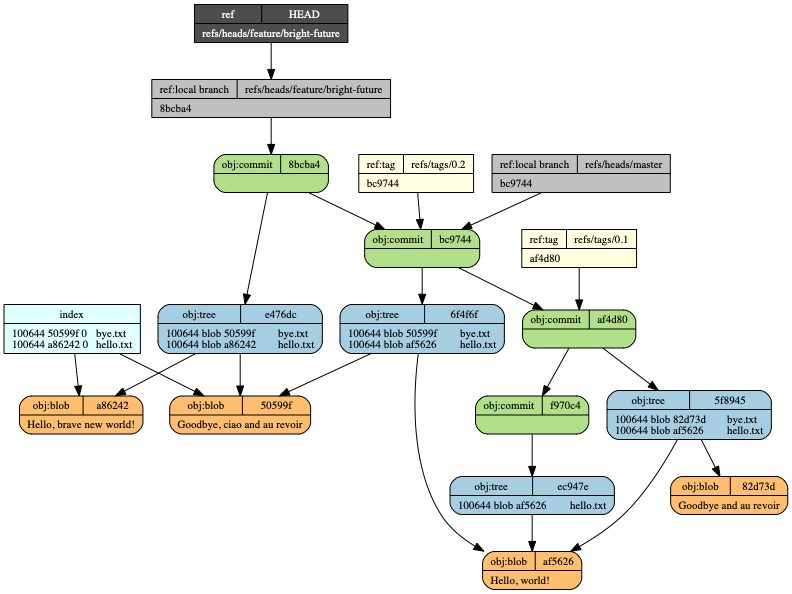 ref HEAD
refs/heads/feature/bright-future
ref:local branch refs/heads/feature/bright-future
8bcba4
obj:commit 8bcba4
ref:tag refs/tags/0.2
bc9744
ref:local branch refs/heads/master
bc9744
obj:commit bc9744
ref:tag refs/tags/0.1
af4d80
index
100644 50599f 0 bye.txt
100644 a86242 0 hello.txt
obj:tree e476dc
100644 blob 50599f bye.txt
100644 blob a86242 hello.txt
obj:tree 6f4f6f
100644 blob 50599f bye.txt
100644 blob af5626 hello.txt
obj:commit af4d80
obj:blob a86242
Hello, brave new world!
obj:blob 50599f
Goodbye, ciao and au revoir
obj:commit f970c4
obj:tree 5f8945
100644 blob 82d73d bye.txt
100644 blob af5626 hello.txt
obj:tree ec947e
100644 blob af5626 hello.txt
obj:blob 82d73d
Goodbye and au revoir
obj:blob af5626
Hello, world!